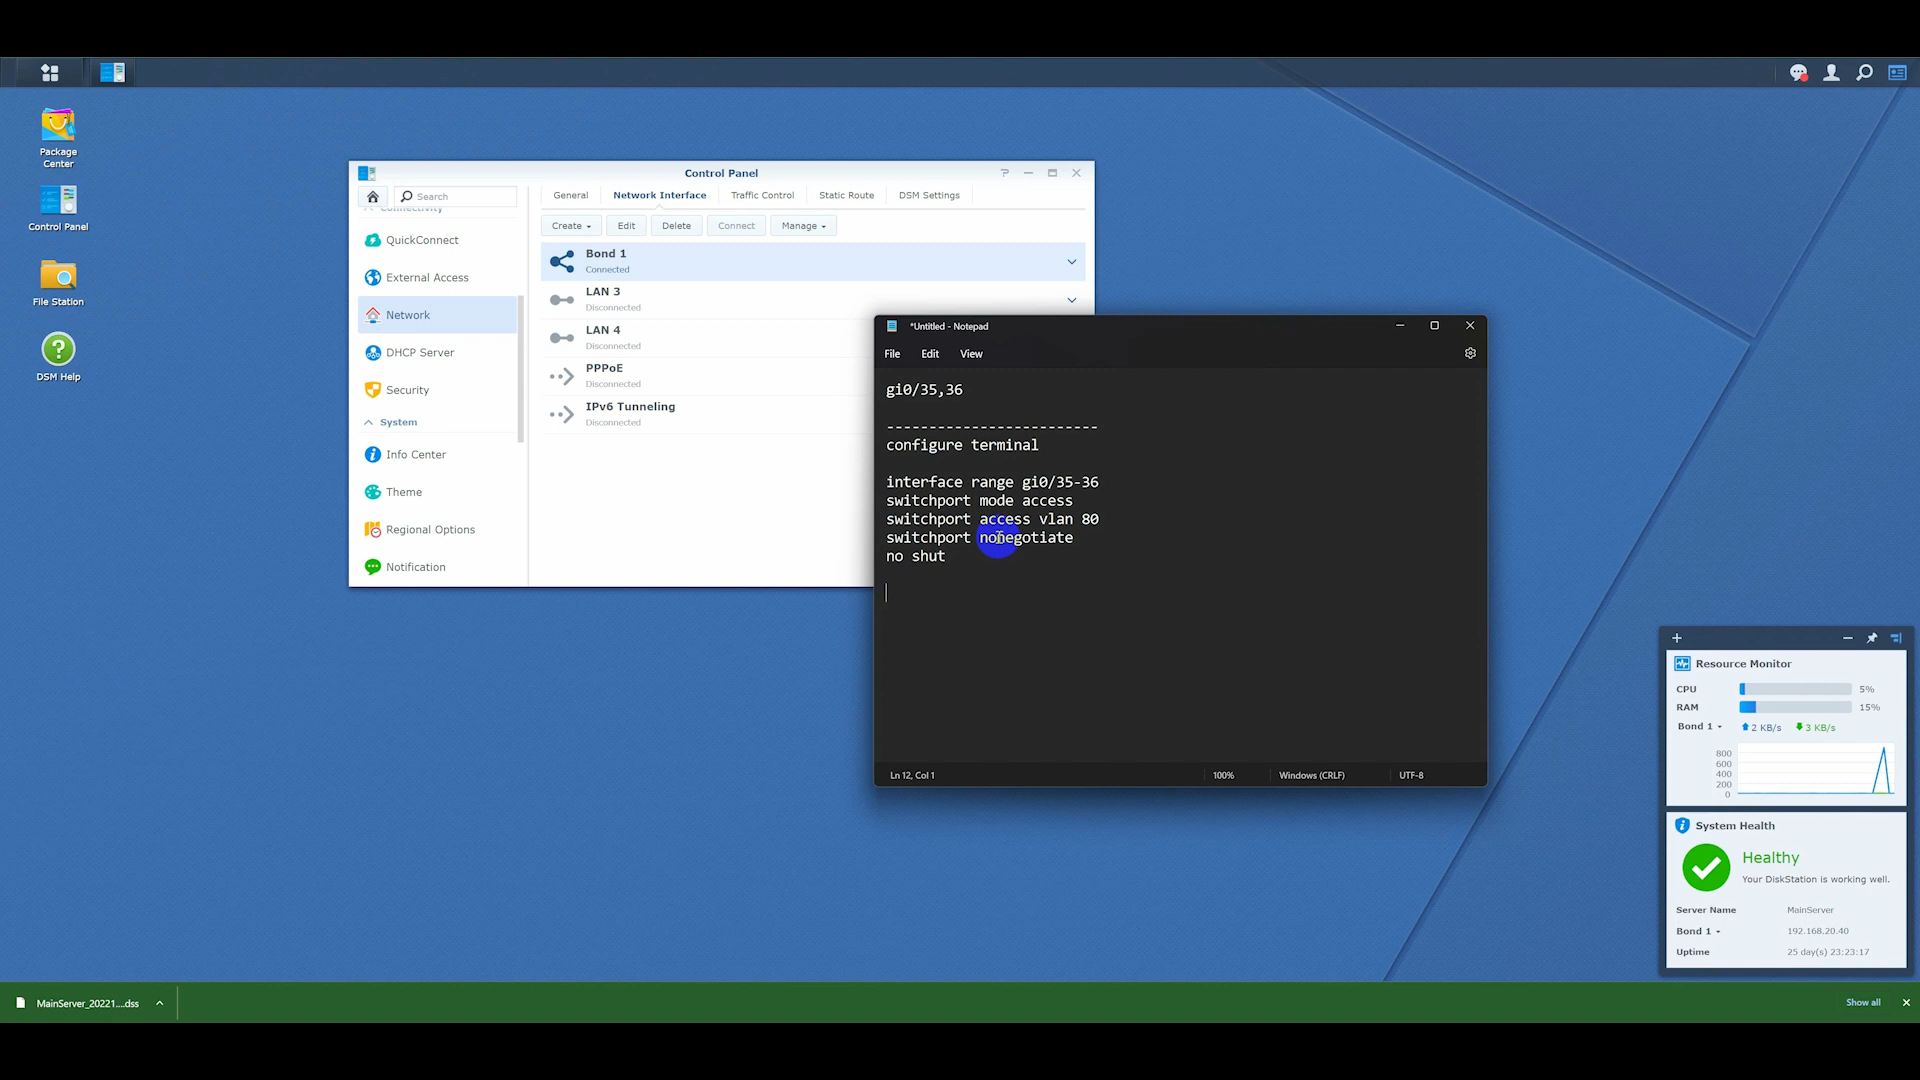 Package
Center
Control Panel
File Station
DSM Help
Control Panel
Search
Connectivity
QuickConnect
External Access
Network
DHCP Server
Security
System
Info Center
Theme
Regional Options
Notification
General
Network Interface
Traffic Control
Static Route
DSM Settings
Create
Edit
Delete
Connect
Manage
Bond 1
Connected
LAN 3
Disconnected
LAN 4
Disconnected
PPPoE
Disconnected
IPv6 Tunneling
Disconnected
*Untitled - Notepad
File Edit View
gi0/35,36
-------------------------
configure terminal
interface range gi0/35-36
switchport mode access
switchport access vlan 80
switchport nonegotiate
no shut
Ln 12, Col 1
100%
Windows (CRLF)
UTF-8
Resource Monitor
CPU 5%
RAM 15%
Bond 1 2 KB/s 3 KB/s
800
600
400
200
0
System Health
Healthy
Your DiskStation is working well.
Server Name MainServer
Bond 1 192.168.20.40
Uptime 25 day(s) 23:23:17
MainServer_20221....dss
Show all